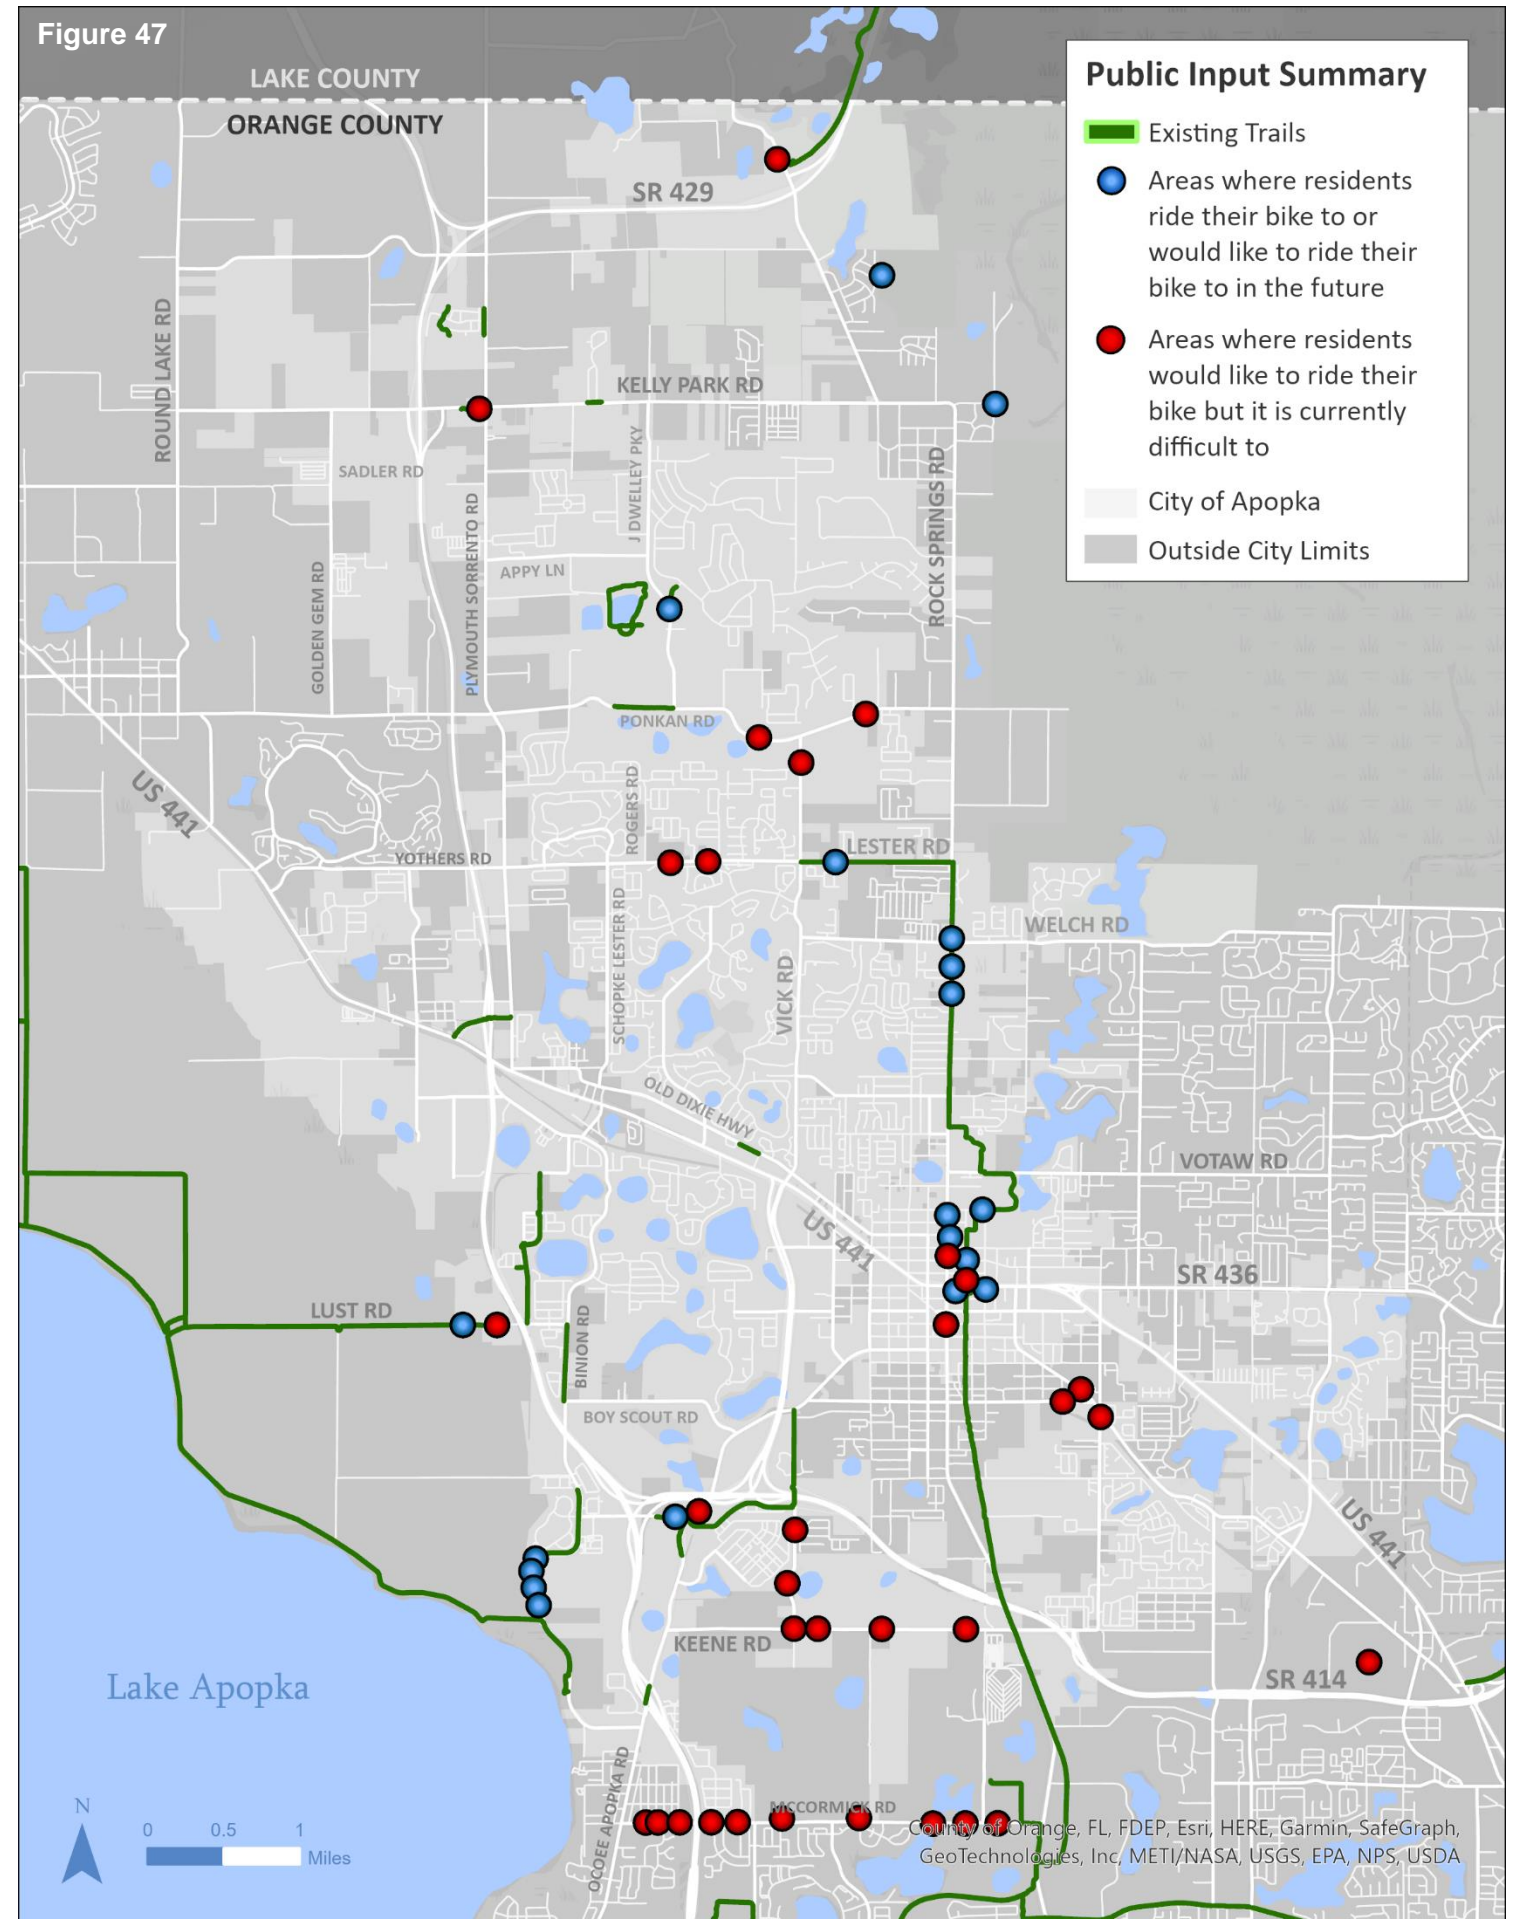 Figure 47
LAKE COUNTY
ORANGE COUNTY
Public Input Summary
Existing Trails
Areas where residents
ride their bike to or
would like to ride their
bike to in the future
Areas where residents
would like to ride their
bike but it is currently
difficult to
City of Apopka
Outside City Limits
SR 429
ROUND LAKE RD
KELLY PARK RD
SADLER RD
J DWELLEY PKY
ROCK SPRINGS RD
PLYMOUTH SORRENTO RD
GOLDEN GEM RD
APPY LN
PONKAN RD
US 441
ROGERS RD
YOTHERS RD
LESTER RD
SCHOPKE LESTER RD
WELCH RD
VICK RD
OLD DIXIE HWY
VOTAW RD
US 441
SR 436
LUST RD
BINION RD
BOY SCOUT RD
US 441
KEENE RD
SR 414
Lake Apopka
OCOEE APOPKA RD
MCCORMICK RD
N
0 0.5 1
Miles
County of Orange, FL, FDEP, Esri, HERE, Garmin, SafeGraph,
GeoTechnologies, Inc, METI/NASA, USGS, EPA, NPS, USDA